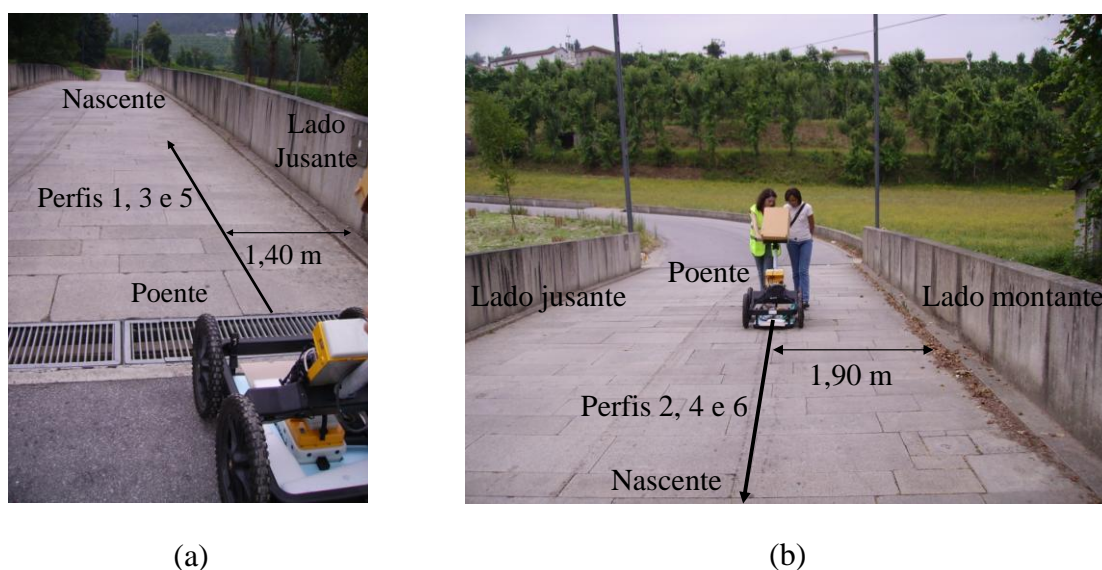 Nascente
Lado
Jusante
Perfis 1, 3 e 5
1,40 m
Poente
(a)
Poente
Lado jusante
Lado montante
1,90 m
Perfis 2, 4 e 6
Nascente
(b)